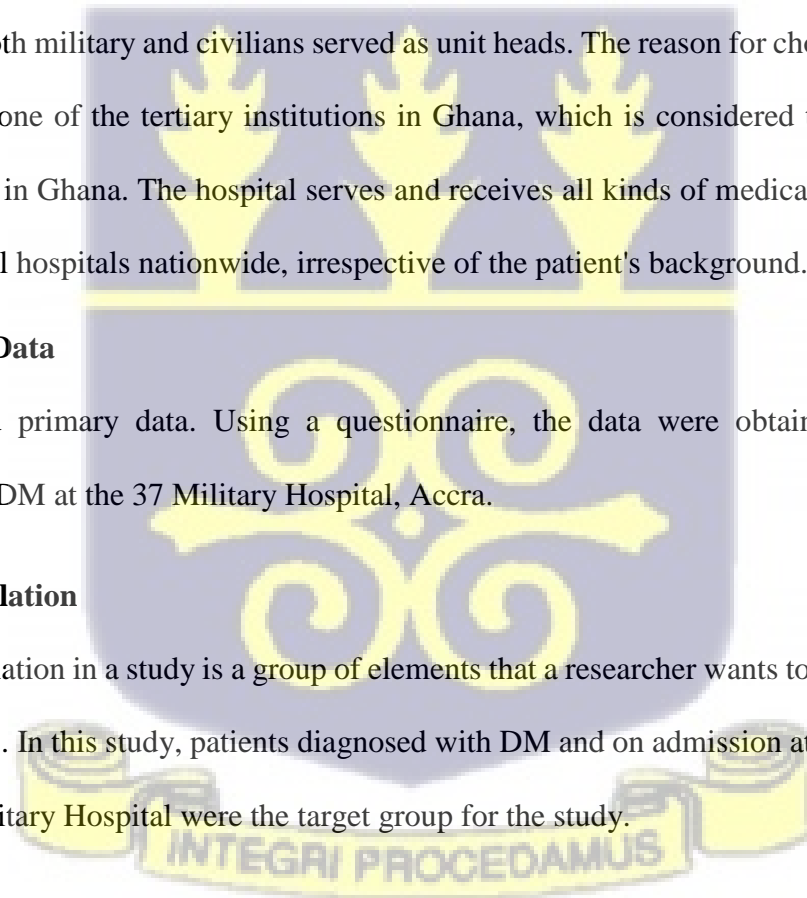 both military and civilians served as unit heads. The reason for cho
one of the tertiary institutions in Ghana, which is considered t
in Ghana. The hospital serves and receives all kinds of medica
l hospitals nationwide, irrespective of the patient's background.
Data
primary data. Using a questionnaire, the data were obtain
DM at the 37 Military Hospital, Accra.
lation
lation in a study is a group of elements that a researcher wants to
. In this study, patients diagnosed with DM and on admission at
itary Hospital were the target group for the study.
INTEGRI PROCEDAMUS